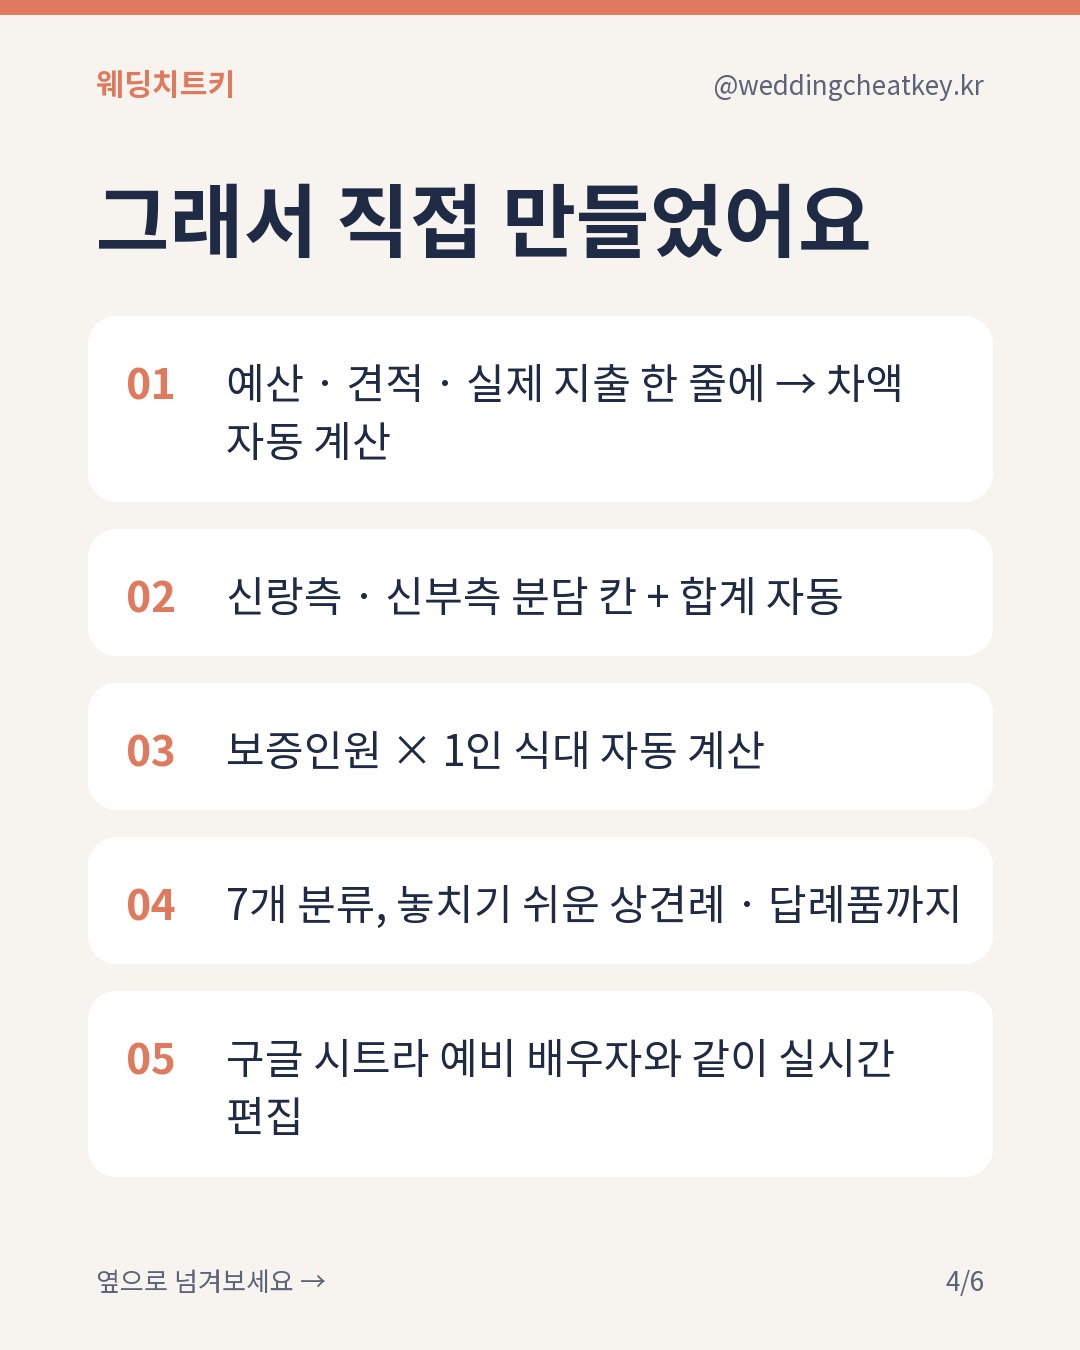 웨딩치트키
@weddingcheatkey.kr
그래서 직접 만들었어요
01 예산 · 견적 · 실제 지출 한 줄에 → 차액
자동 계산
02 신랑측 · 신부측 분담 칸 + 합계 자동
03 보증인원 × 1인 식대 자동 계산
04 7개 분류, 놓치기 쉬운 상견례 · 답례품까지
05 구글 시트라 예비 배우자와 같이 실시간
편집
옆으로 넘겨보세요 →
4/6